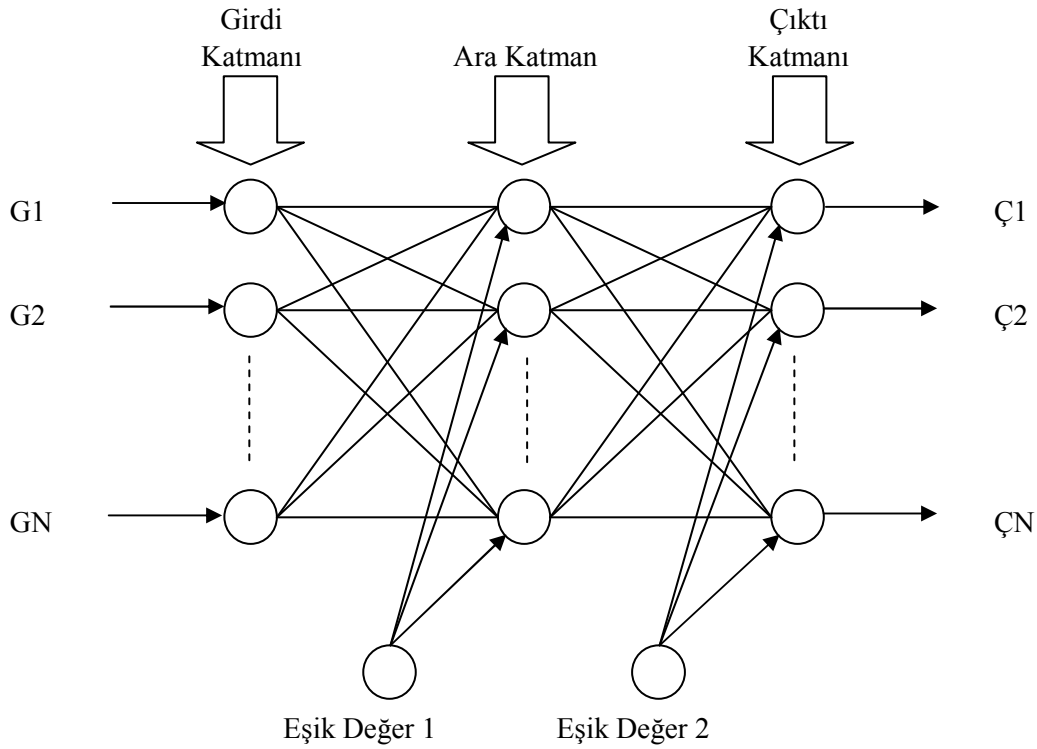 Girdi
Katmanı
Ara Katman
Çıktı
Katmanı
G1
Ç1
G2
Ç2
GN
ÇN
Eşik Değer 1
Eşik Değer 2